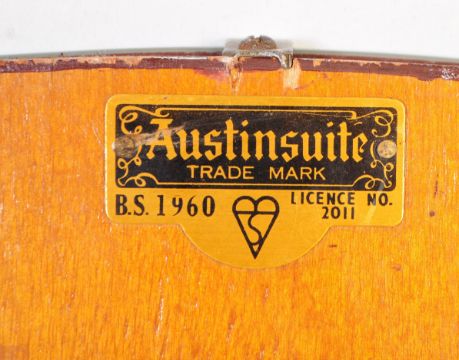 Austinsuite
TRADE MARK
B.S. 1960
LICENCE NO.
2011